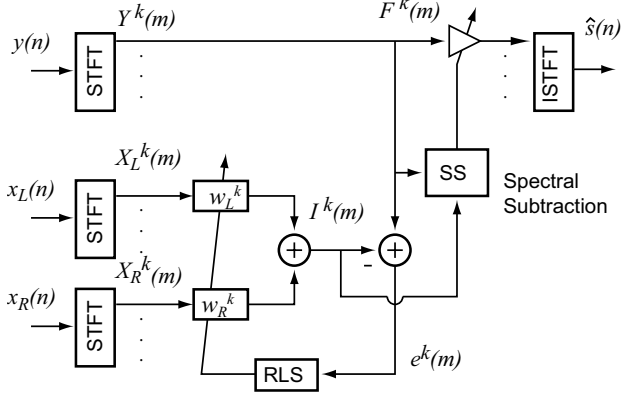 y(n)
STFT
Y^k(m)
F^k(m)
ISTFT
ŝ(n)
x_L(n)
STFT
X_L^k(m)
w_L^k
I^k(m)
+
+
-
SS
Spectral
Subtraction
x_R(n)
STFT
X_R^k(m)
w_R^k
RLS
e^k(m)